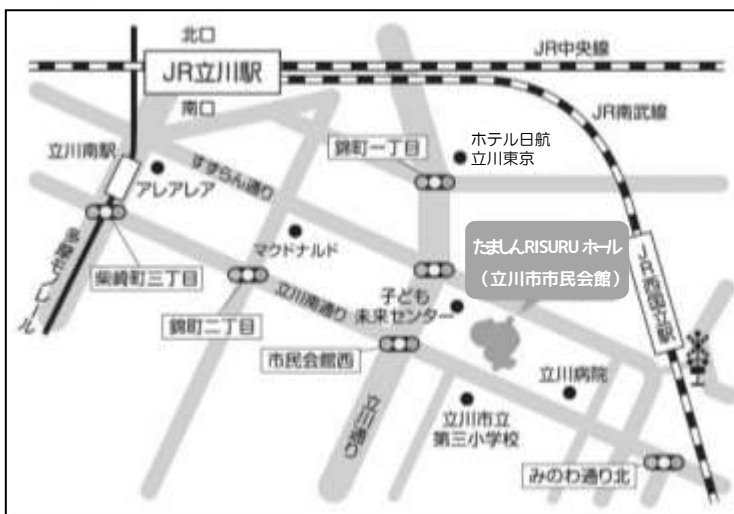 北口
JR立川駅
南口
JR中央線
JR南武線
立川南駅
アレアレア
すずらん通り
錦町一丁目
ホテル日航
立川東京
マクドナルド
たましんRISURUホール
(立川市市民会館)
柴崎町三丁目
多摩モノレール
錦町二丁目
立川南通り
子ども
未来センター
JR西国立駅
市民会館西
立川通り
立川病院
立川市立
第三小学校
みのわ通り北